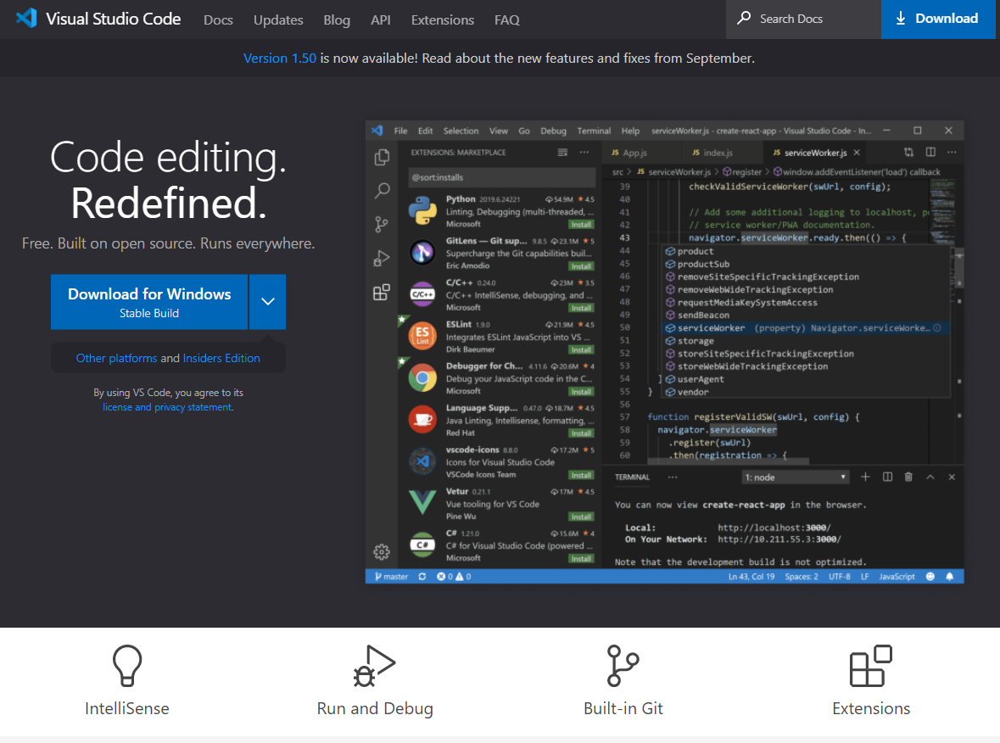 Visual Studio Code Docs Updates Blog API Extensions FAQ Search Docs Download
Version 1.50 is now available! Read about the new features and fixes from September.
Code editing.
Redefined.
Free. Built on open source. Runs everywhere.
Download for Windows
Stable Build
Other platforms and Insiders Edition
By using VS Code, you agree to its
license and privacy statement.
File Edit Selection View Go Debug Terminal Help serviceWorker.js - create-react-app - Visual Studio Code - In...
EXTENSIONS: MARKETPLACE
@sort:installs
Python 2019.6.24221 54.9M 4.5
Linting, Debugging (multi-threaded, ...
Microsoft Install
GitLens — Git sup... 9.8.5 23.1M 5
Supercharge the Git capabilities buil...
Eric Amodio Install
C/C++
C/C++ 0.24.0 23M 3.5
C/C++ IntelliSense, debugging, and ...
Microsoft Install
ES
Lint
ESLint 1.9.0 21.9M 4.5
Integrates ESLint JavaScript into VS ...
Dirk Baeumer Install
Debugger for Ch... 4.11.6 20.6M 4
Debug your JavaScript code in the C...
Microsoft Install
Language Supp... 0.47.0 18.7M 4.5
Java Linting, Intellisense, formatting, ...
Red Hat Install
vscode-icons 8.8.0 17.2M 5
Icons for Visual Studio Code
VSCode Icons Team Install
Vetur 0.21.1 17M 4.5
Vue tooling for VS Code
Pine Wu Install
C#
C# 1.21.0 15.6M 4
C# for Visual Studio Code (powered ...
Microsoft Install
JS App.js JS index.js JS serviceWorker.js
src > JS serviceWorker.js > register > window.addEventListener('load') callback
39 checkValidServiceWorker(swUrl, config);
40
41 // Add some additional logging to localhost, p
42 // service worker/PWA documentation.
43 navigator.serviceWorker.ready.then(() => {
44 product
45 productSub
46 removeSiteSpecificTrackingException
47 removeWebWideTrackingException
48 requestMediaKeySystemAccess
49 sendBeacon
50 serviceWorker (property) Navigator.serviceWorke...
51 storage
52 storeSiteSpecificTrackingException
53 storeWebWideTrackingException
54 ] userAgent
55 } vendor
56
57 function registerValidSW(swUrl, config) {
58 navigator.serviceWorker
59 .register(swUrl)
60 .then(registration => {
TERMINAL ... 1: node
You can now view create-react-app in the browser.
Local: http://localhost:3000/
On Your Network: http://10.211.55.3:3000/
Note that the development build is not optimized.
master 0 0 Ln 43, Col 19 Spaces: 2 UTF-8 LF JavaScript
IntelliSense Run and Debug Built-in Git Extensions